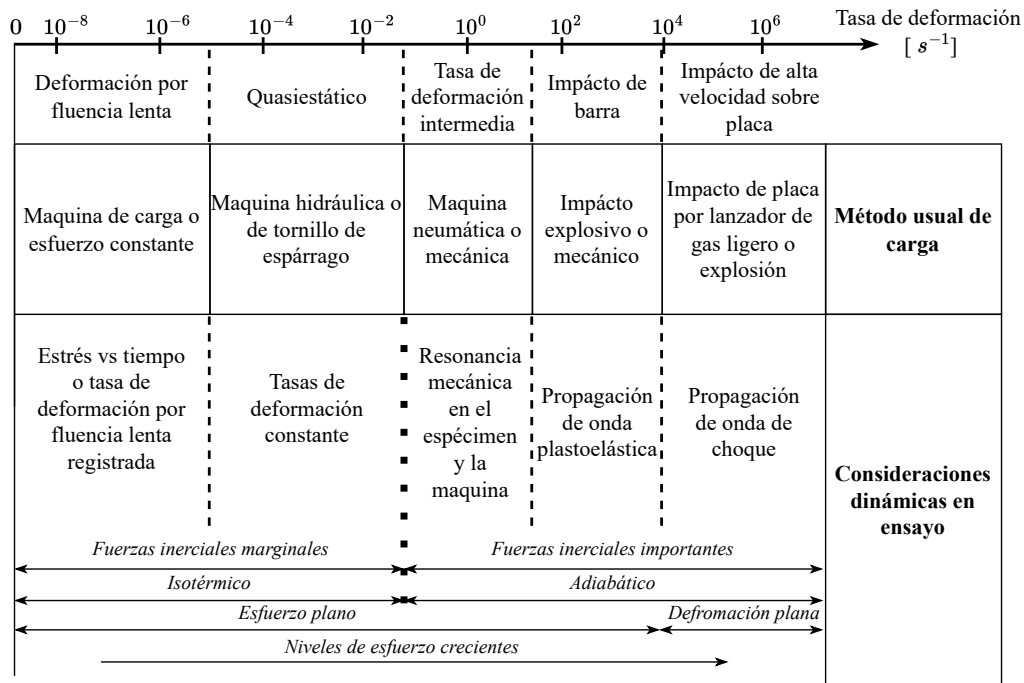 0 10⁻⁸ 10⁻⁶ 10⁻⁴ 10⁻² 10⁰ 10² 10⁴ 10⁶ Tasa de deformación
[ s⁻¹]
Deformación por
fluencia lenta
Quasiestático
Tasa de
deformación
intermedia
Impácto de
barra
Impácto de alta
velocidad sobre
placa
Maquina de carga o
esfuerzo constante
Maquina hidráulica o
de tornillo de
espárrago
Maquina
neumática o
mecánica
Impácto
explosivo o
mecánico
Impacto de placa
por lanzador de
gas ligero o
explosión
Método usual de
carga
Estrés vs tiempo
o tasa de
deformación por
fluencia lenta
registrada
Tasas de
deformación
constante
Resonancia
mecánica
en el
espécimen
y la
maquina
Propagación
de onda
plastoelástica
Propagación
de onda de
choque
Consideraciones
dinámicas en
ensayo
Fuerzas inerciales marginales
Fuerzas inerciales importantes
Isotérmico
Adiabático
Esfuerzo plano
Defromación plana
Niveles de esfuerzo crecientes